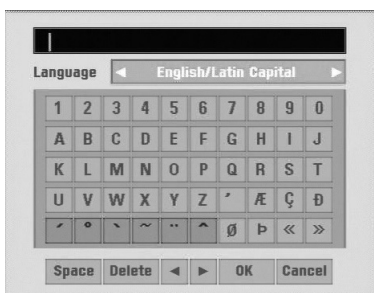 Language ◀ English/Latin Capital ▶
1 2 3 4 5 6 7 8 9 0
A B C D E F G H I J
K L M N O P Q R S T
U V W X Y Z ʼ Æ Ç Ð
´ ° ` ~ ¨ ^ Ø Þ « »
Space Delete ◀ ▶ OK Cancel